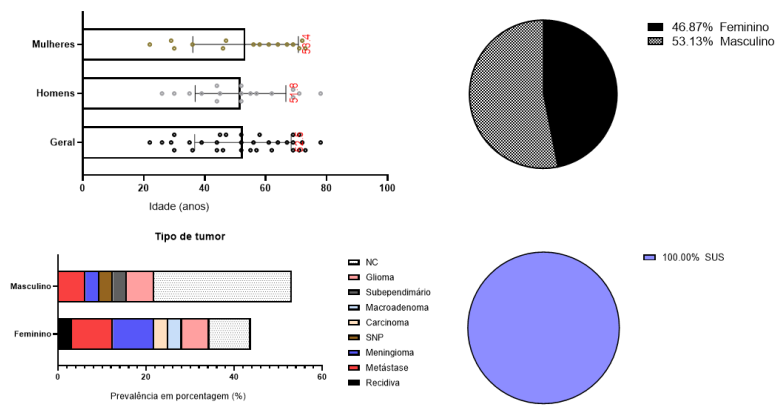 Mulheres
Homens
Geral
0 20 40 60 80 100
Idade (anos)
46.87% Feminino
53.13% Masculino
Tipo de tumor
Masculino
Feminino
0 20 40 60
Prevalência em porcentagem (%)
NC
Glioma
Subependimário
Macroadenoma
Carcinoma
SNP
Meningioma
Metástase
Recidiva
100.00% SUS